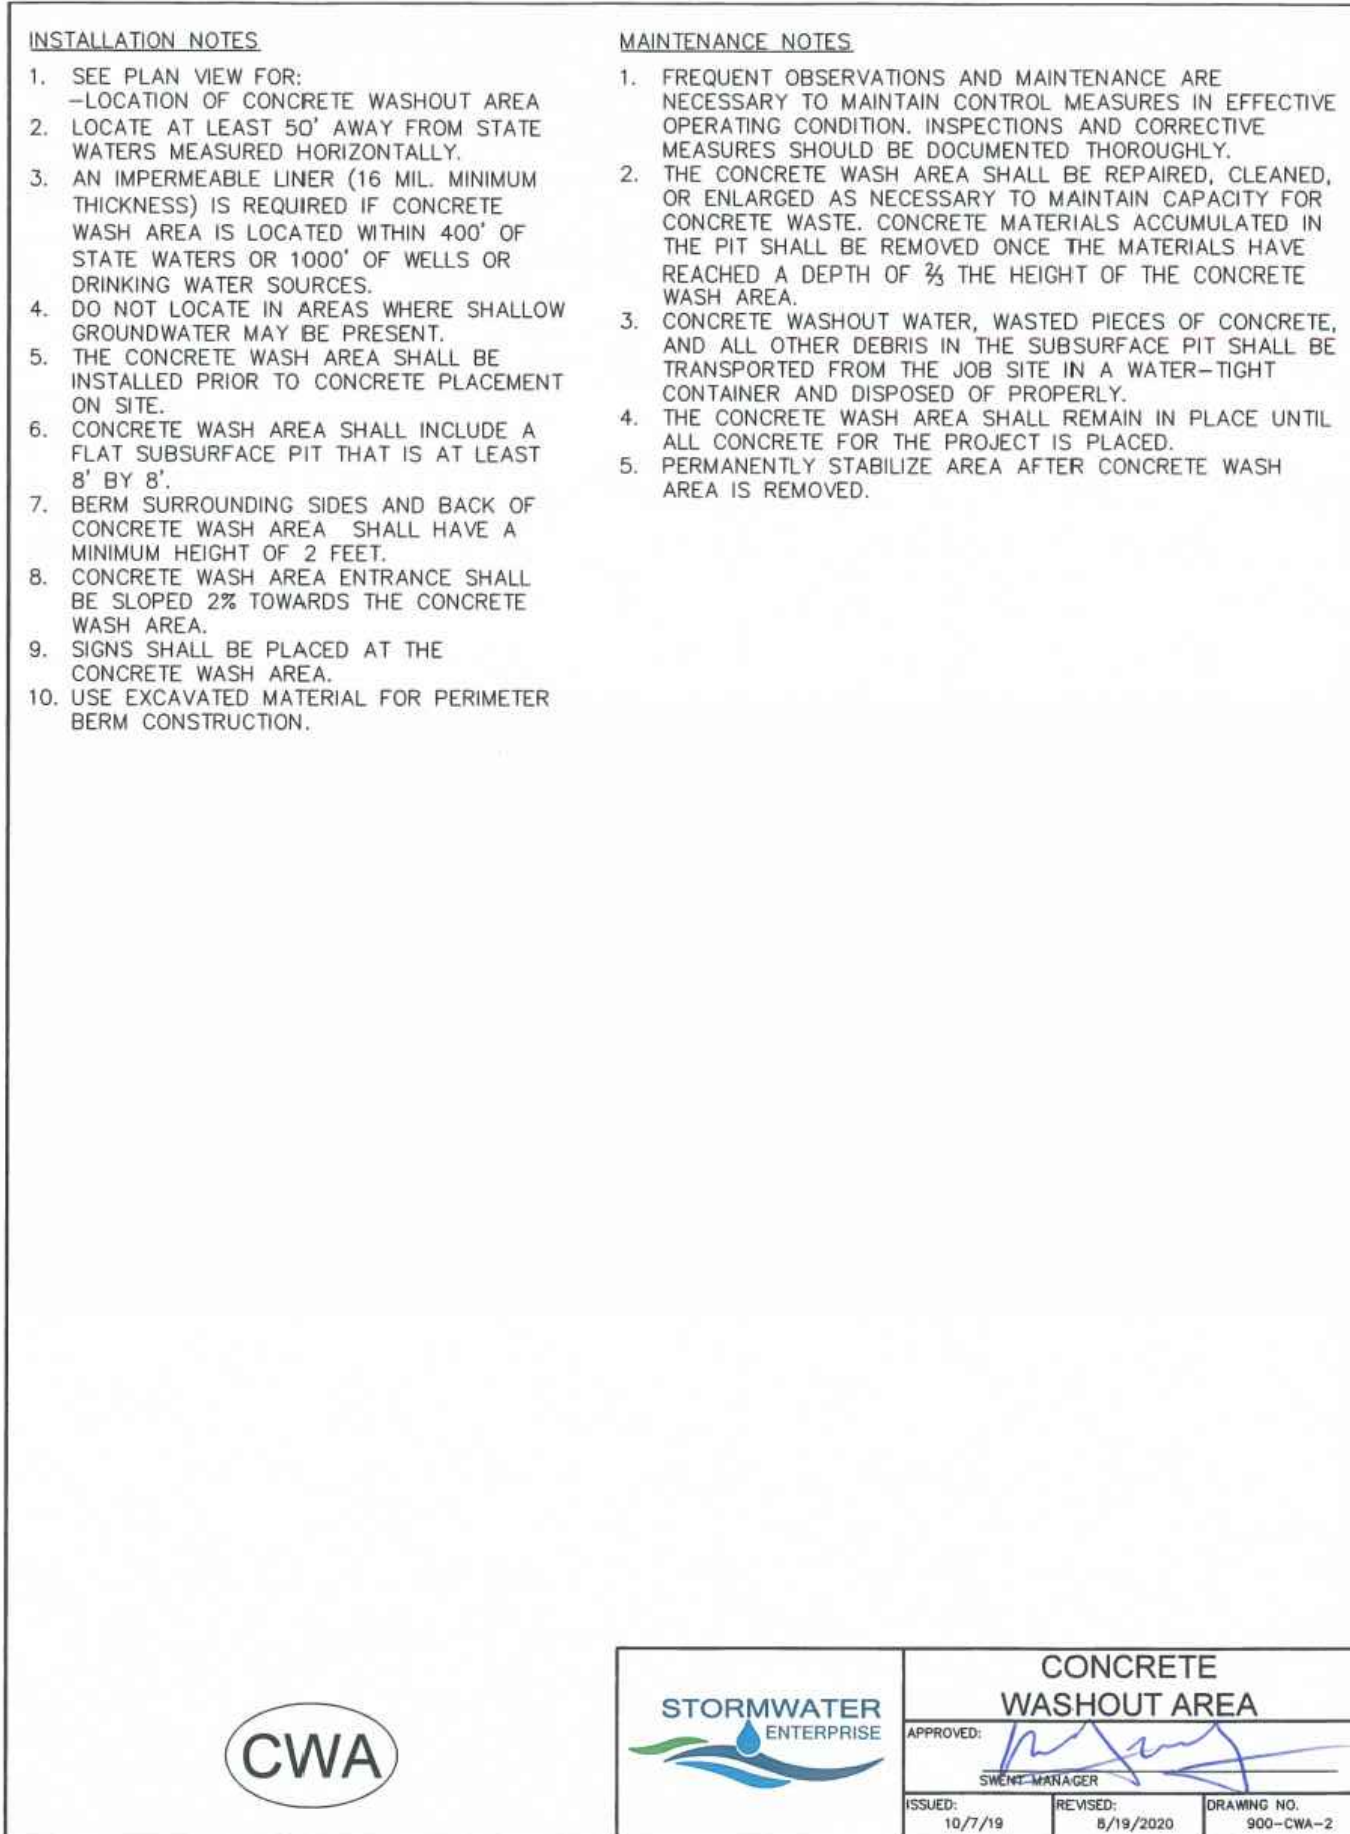 INSTALLATION NOTES
1. SEE PLAN VIEW FOR:
-LOCATION OF CONCRETE WASHOUT AREA
2. LOCATE AT LEAST 50' AWAY FROM STATE
WATERS MEASURED HORIZONTALLY.
3. AN IMPERMEABLE LINER (16 MIL. MINIMUM
THICKNESS) IS REQUIRED IF CONCRETE
WASH AREA IS LOCATED WITHIN 400' OF
STATE WATERS OR 1000' OF WELLS OR
DRINKING WATER SOURCES.
4. DO NOT LOCATE IN AREAS WHERE SHALLOW
GROUNDWATER MAY BE PRESENT.
5. THE CONCRETE WASH AREA SHALL BE
INSTALLED PRIOR TO CONCRETE PLACEMENT
ON SITE.
6. CONCRETE WASH AREA SHALL INCLUDE A
FLAT SUBSURFACE PIT THAT IS AT LEAST
8' BY 8'.
7. BERM SURROUNDING SIDES AND BACK OF
CONCRETE WASH AREA SHALL HAVE A
MINIMUM HEIGHT OF 2 FEET.
8. CONCRETE WASH AREA ENTRANCE SHALL
BE SLOPED 2% TOWARDS THE CONCRETE
WASH AREA.
9. SIGNS SHALL BE PLACED AT THE
CONCRETE WASH AREA.
10. USE EXCAVATED MATERIAL FOR PERIMETER
BERM CONSTRUCTION.
MAINTENANCE NOTES
1. FREQUENT OBSERVATIONS AND MAINTENANCE ARE
NECESSARY TO MAINTAIN CONTROL MEASURES IN EFFECTIVE
OPERATING CONDITION. INSPECTIONS AND CORRECTIVE
MEASURES SHOULD BE DOCUMENTED THOROUGHLY.
2. THE CONCRETE WASH AREA SHALL BE REPAIRED, CLEANED,
OR ENLARGED AS NECESSARY TO MAINTAIN CAPACITY FOR
CONCRETE WASTE. CONCRETE MATERIALS ACCUMULATED IN
THE PIT SHALL BE REMOVED ONCE THE MATERIALS HAVE
REACHED A DEPTH OF ⅔ THE HEIGHT OF THE CONCRETE
WASH AREA.
3. CONCRETE WASHOUT WATER, WASTED PIECES OF CONCRETE,
AND ALL OTHER DEBRIS IN THE SUBSURFACE PIT SHALL BE
TRANSPORTED FROM THE JOB SITE IN A WATER-TIGHT
CONTAINER AND DISPOSED OF PROPERLY.
4. THE CONCRETE WASH AREA SHALL REMAIN IN PLACE UNTIL
ALL CONCRETE FOR THE PROJECT IS PLACED.
5. PERMANENTLY STABILIZE AREA AFTER CONCRETE WASH
AREA IS REMOVED.
CWA
STORMWATER
ENTERPRISE
CONCRETE
WASHOUT AREA
APPROVED:
SWENT MANAGER
ISSUED:
10/7/19
REVISED:
8/19/2020
DRAWING NO.
900-CWA-2